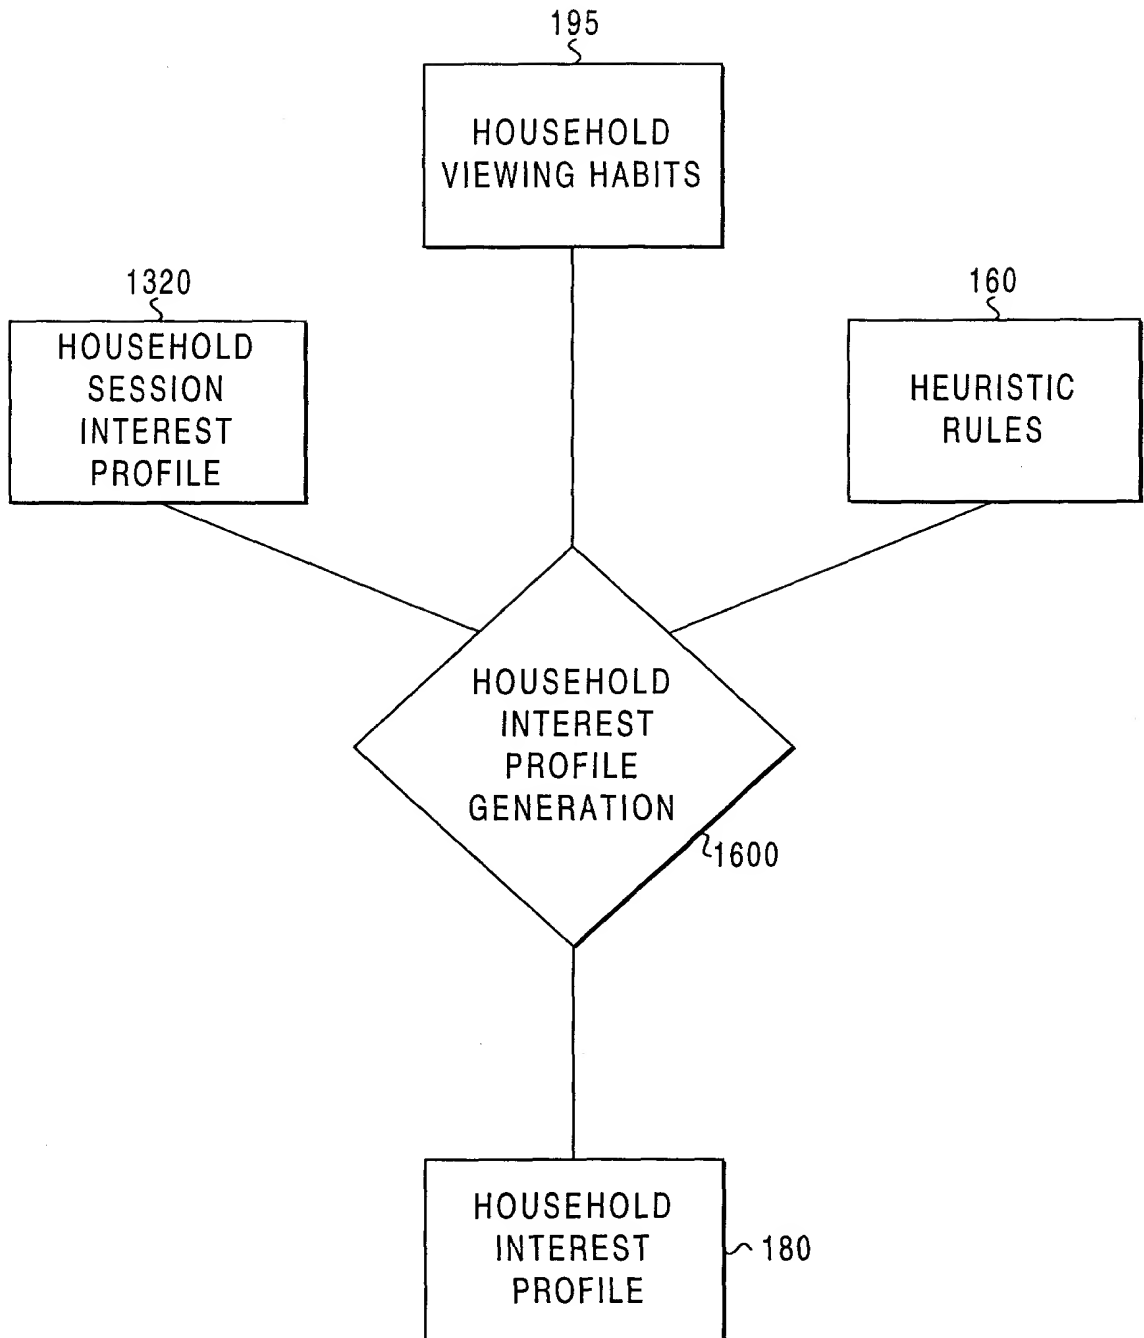 195
HOUSEHOLD
VIEWING HABITS
1320
HOUSEHOLD
SESSION
INTEREST
PROFILE
160
HEURISTIC
RULES
HOUSEHOLD
INTEREST
PROFILE
GENERATION
1600
HOUSEHOLD
INTEREST
PROFILE
180